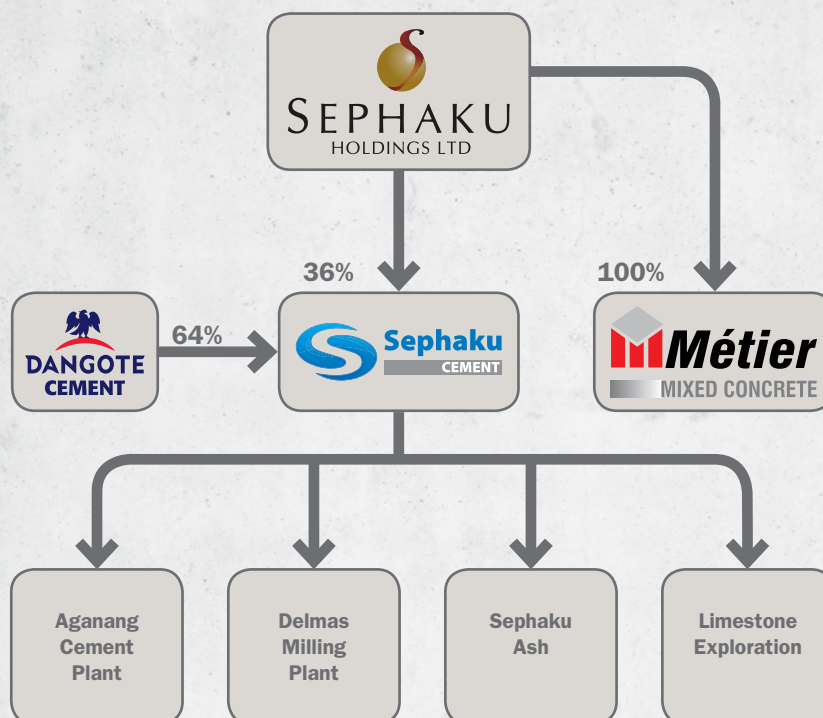 SEPHAKU
HOLDINGS LTD
36%
100%
DANGOTE
CEMENT
64%
Sephaku
CEMENT
Métier
MIXED CONCRETE
Aganang
Cement
Plant
Delmas
Milling
Plant
Sephaku
Ash
Limestone
Exploration